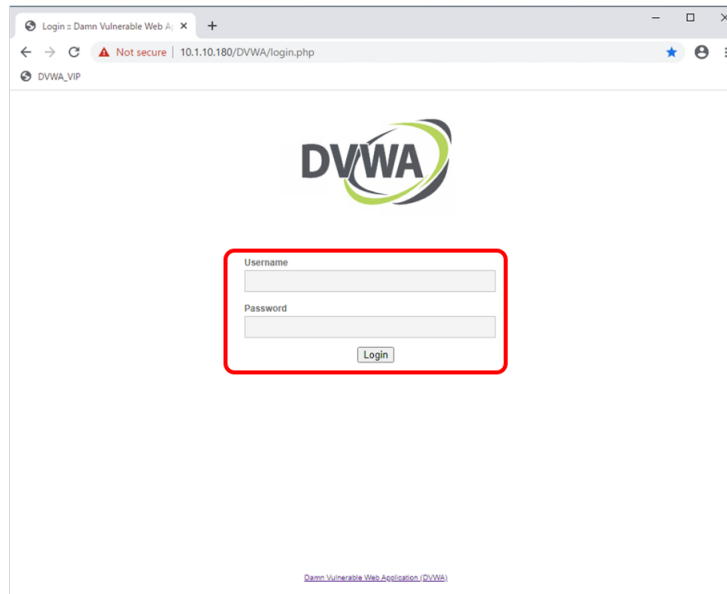 Login :: Damn Vulnerable Web A
Not secure | 10.1.10.180/DVWA/login.php
DVWA_VIP
DVWA
Username
Password
Login
Damn Vulnerable Web Application (DVWA)